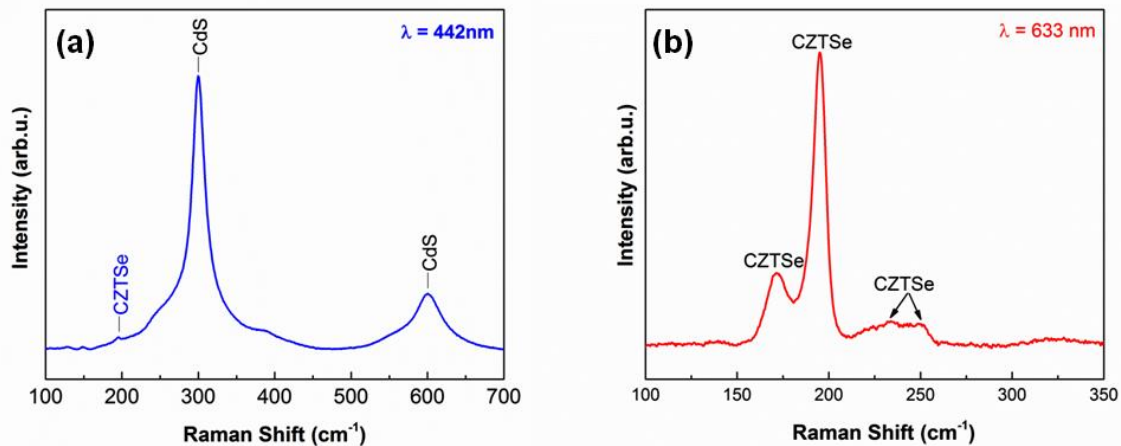 (a)
λ = 442nm
CdS
CZTSe
CdS
Intensity (arb.u.)
100 200 300 400 500 600 700
Raman Shift (cm⁻¹)
(b)
λ = 633 nm
CZTSe
CZTSe
CZTSe
Intensity (arb.u.)
100 150 200 250 300 350
Raman Shift (cm⁻¹)